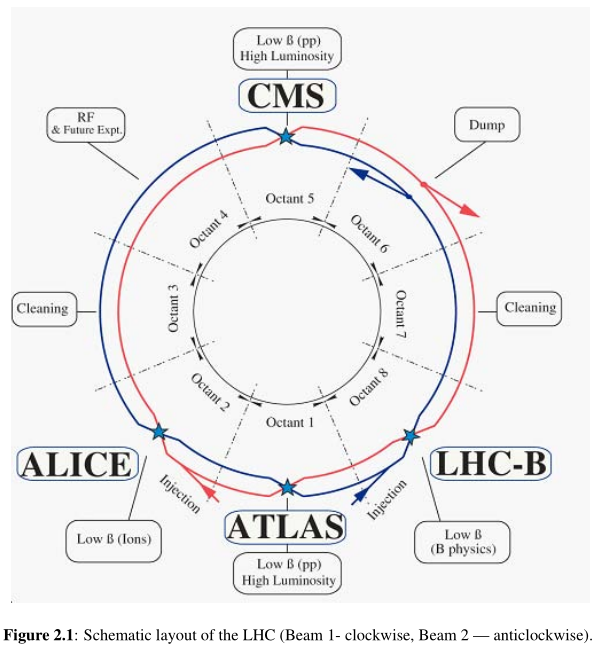 Low ß (pp)
High Luminosity
CMS
RF
& Future Expt.
Dump
Octant 5
Octant 4
Octant 6
Cleaning
Octant 3
Octant 7
Cleaning
Octant 2
Octant 8
Octant 1
ALICE
LHC-B
Injection
Injection
ATLAS
Low ß (Ions)
Low ß
(B physics)
Low ß (pp)
High Luminosity
Figure 2.1: Schematic layout of the LHC (Beam 1- clockwise, Beam 2 — anticlockwise).